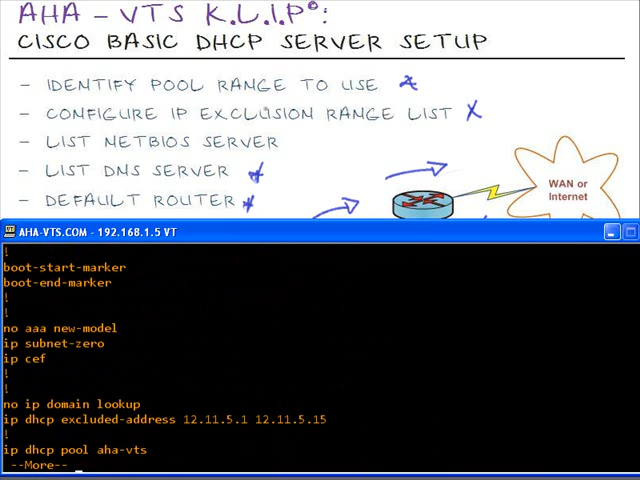 AHA - VTS K.L.I.P©:
CISCO BASIC DHCP SERVER SETUP
- IDENTIFY POOL RANGE TO USE
- CONFIGURE IP EXCLUSION RANGE LIST X
- LIST NETBIOS SERVER
- LIST DNS SERVER
- DEFAULT ROUTER
WAN or
Internet
AHA-VTS.COM - 192.168.1.5 VT
!
boot-start-marker
boot-end-marker
!
!
no aaa new-model
ip subnet-zero
ip cef
!
!
no ip domain lookup
ip dhcp excluded-address 12.11.5.1 12.11.5.15
!
ip dhcp pool aha-vts
--More--